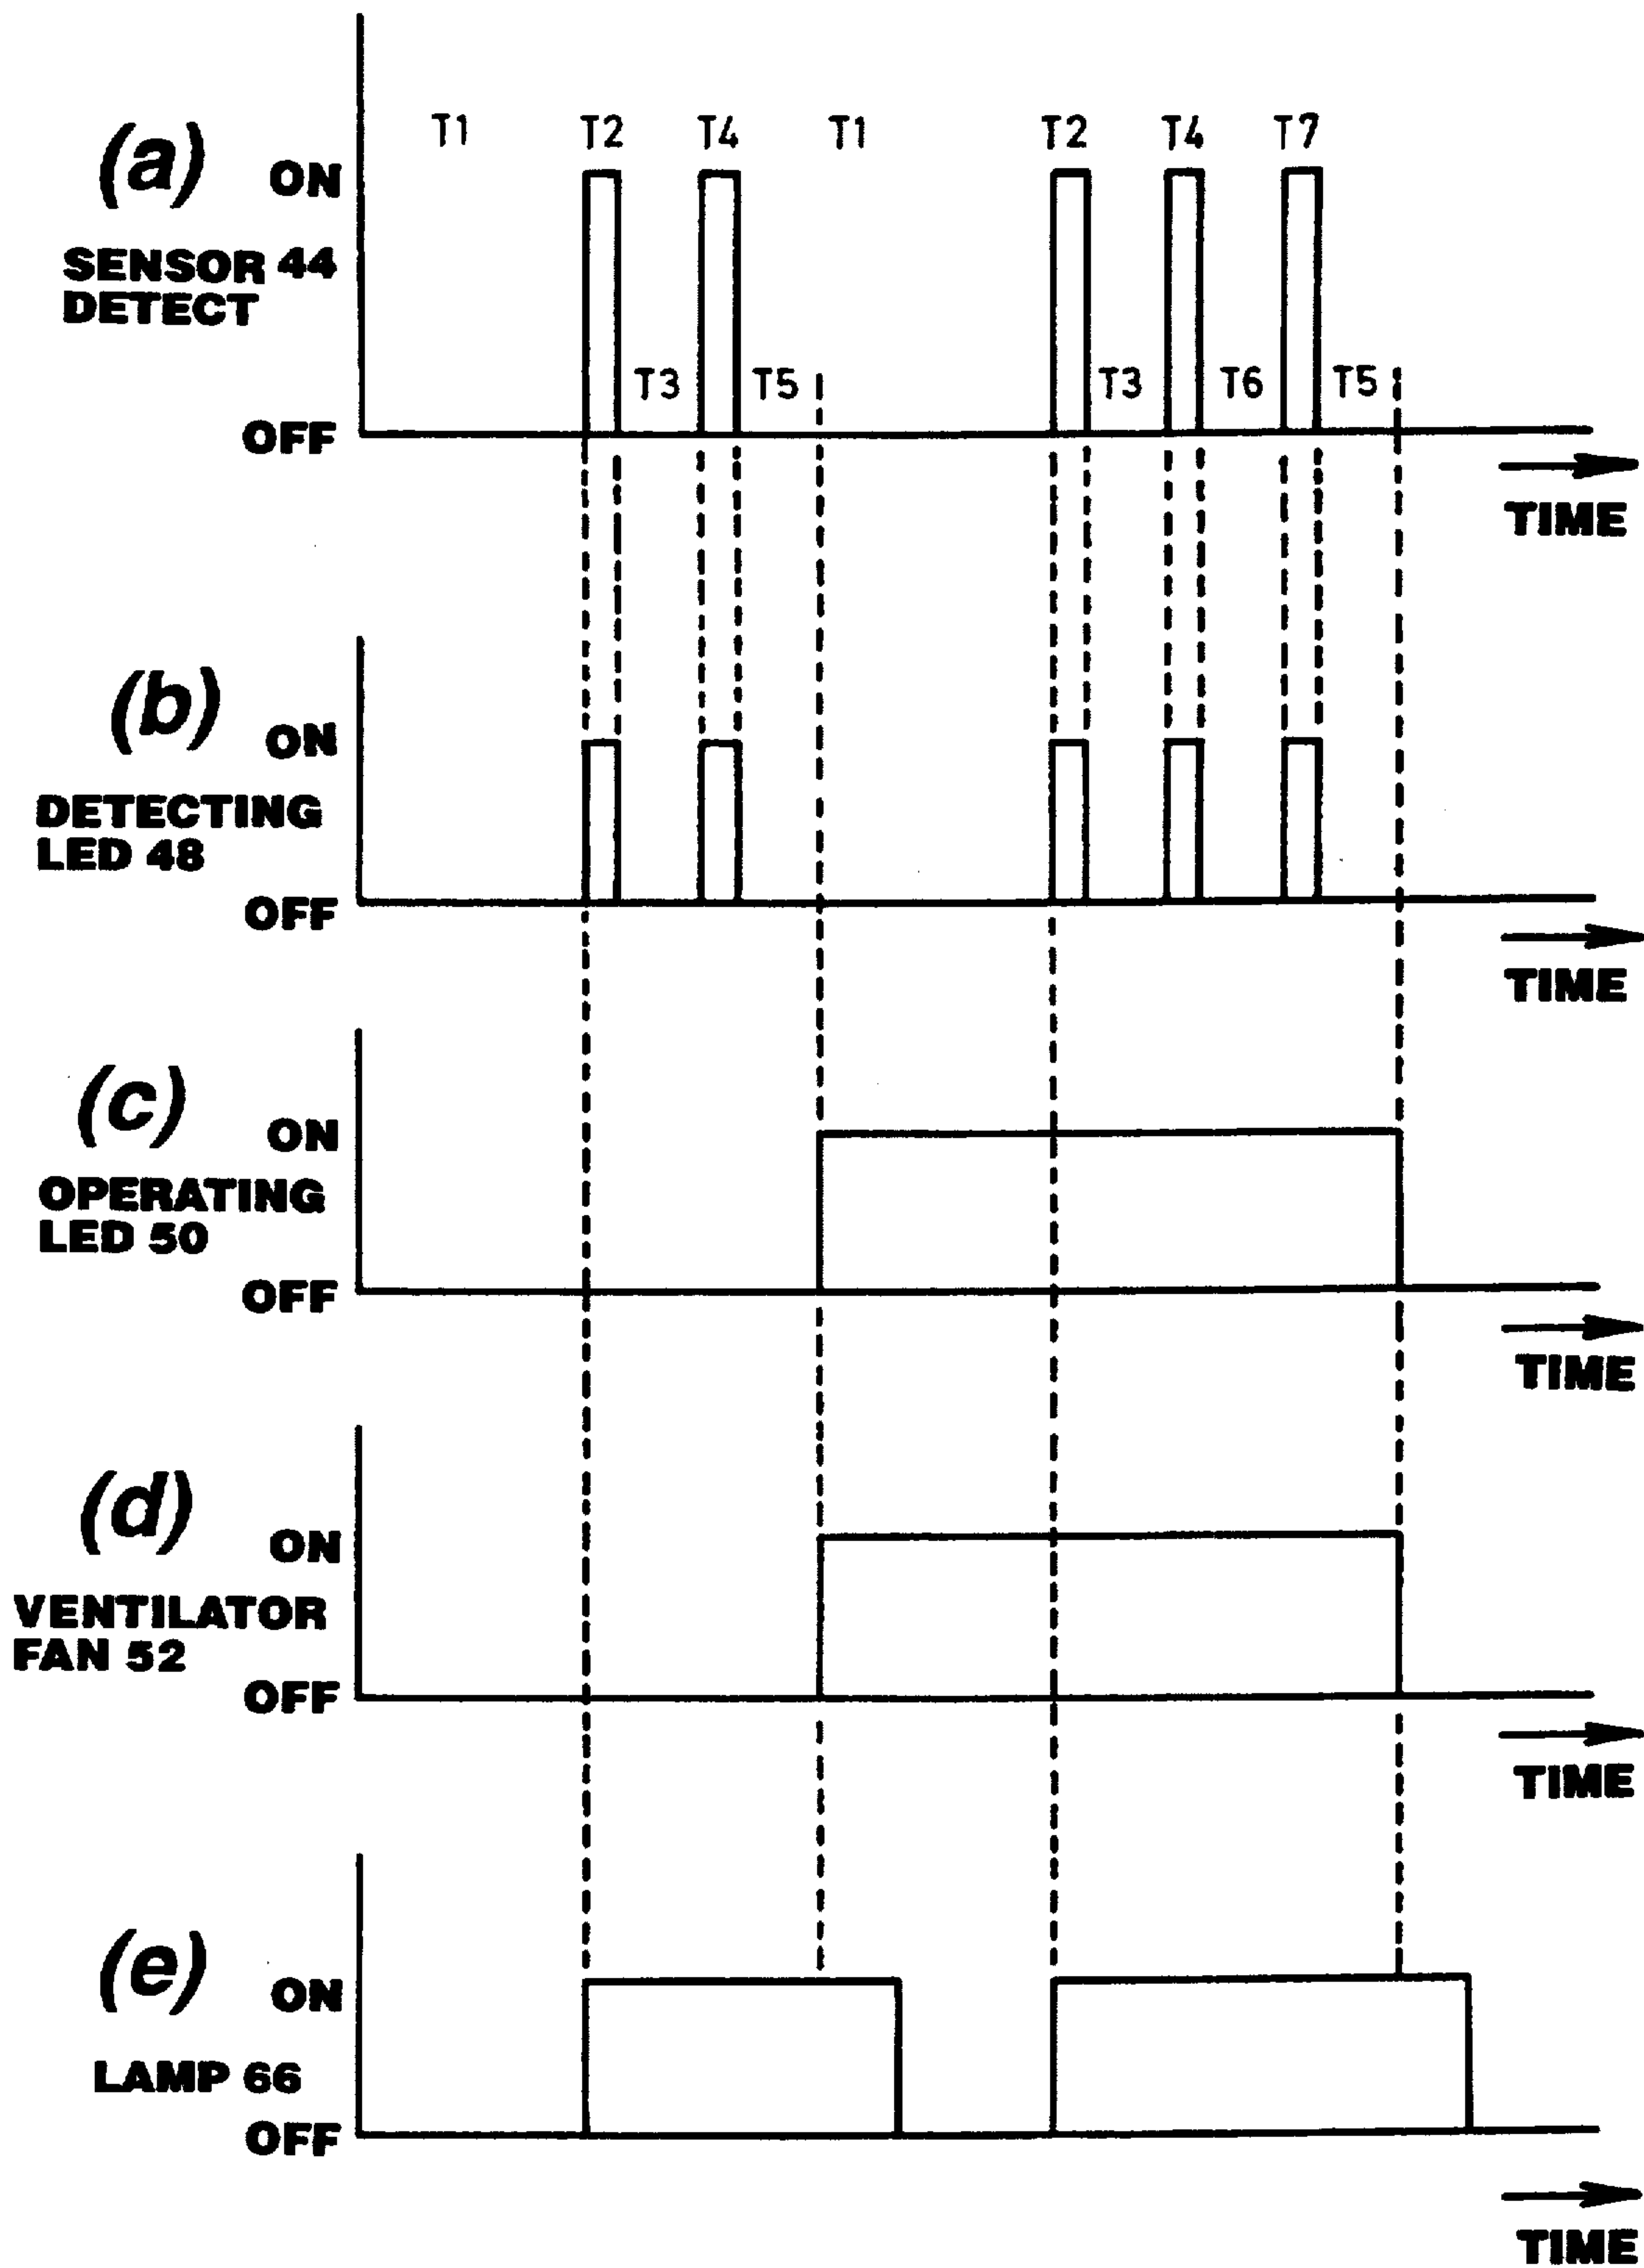 T1 T2 T4 T1 T2 T4 T7
(a)
ON
SENSOR 44
DETECT
T3 T5 T3 T6 T5
OFF
TIME
(b)
ON
DETECTING
LED 48
OFF
TIME
(c)
ON
OPERATING
LED 50
OFF
TIME
(d)
ON
VENTILATOR
FAN 52
OFF
TIME
(e)
ON
LAMP 66
OFF
TIME